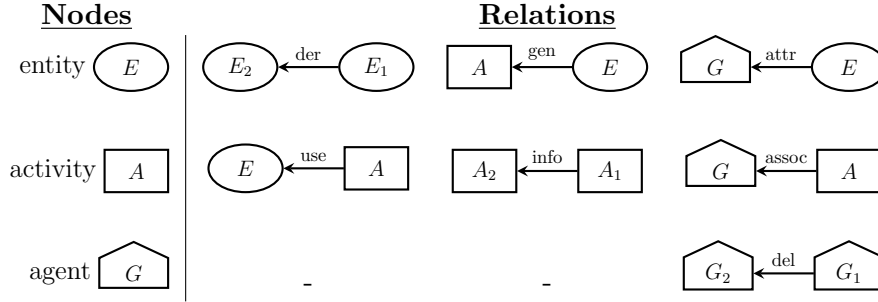 Nodes Relations
entity E E₂ der E₁ A gen E G attr E
activity A E use A A₂ info A₁ G assoc A
agent G - - G₂ del G₁